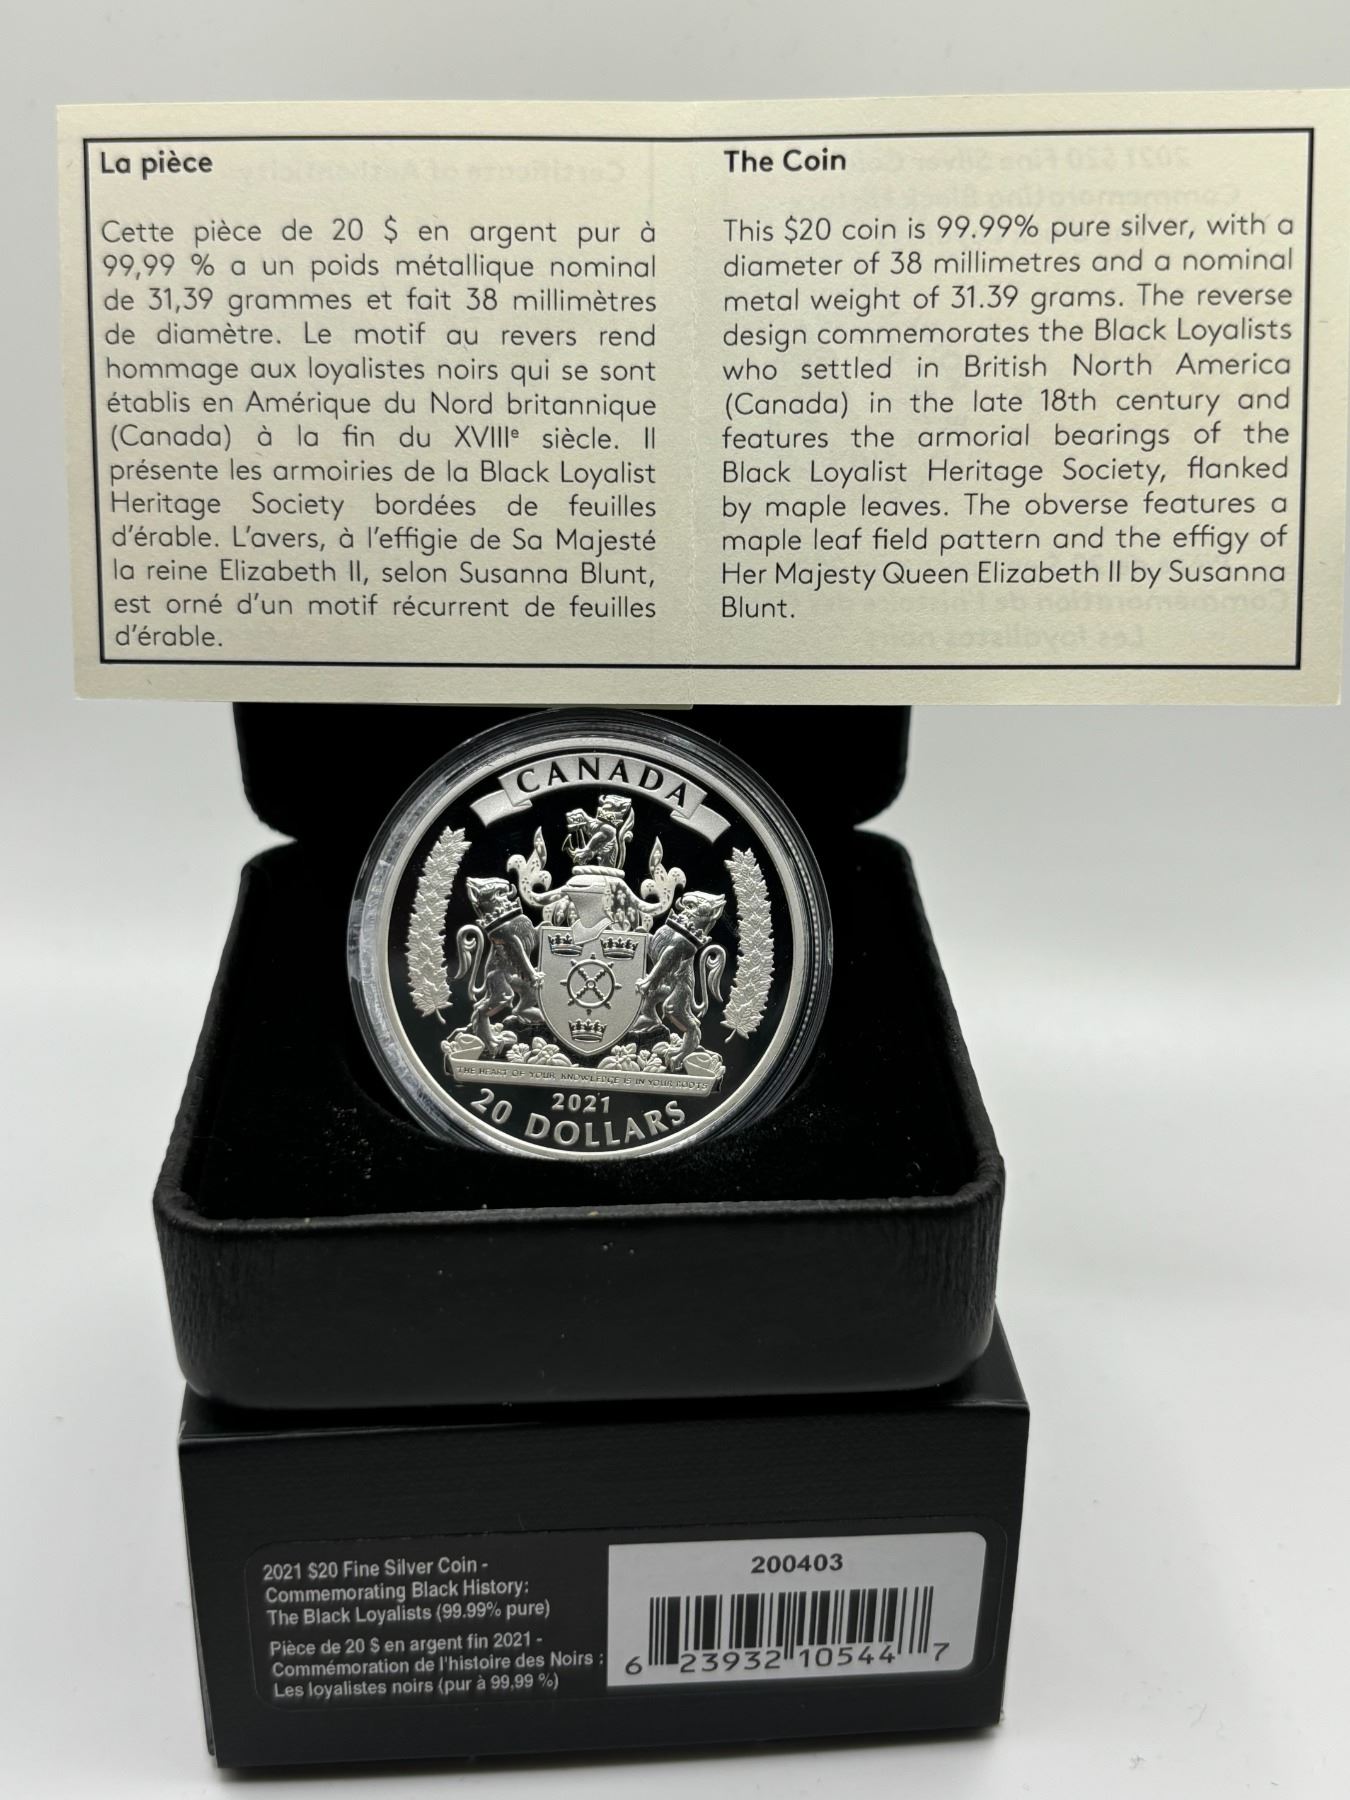 La pièce
Cette pièce de 20 $ en argent pur à
99,99 % a un poids métallique nominal
de 31,39 grammes et fait 38 millimètres
de diamètre. Le motif au revers rend
hommage aux loyalistes noirs qui se sont
établis en Amérique du Nord britannique
(Canada) à la fin du XVIIIe siècle. Il
présente les armoiries de la Black Loyalist
Heritage Society bordées de feuilles
d'érable. L'avers, à l'effigie de Sa Majesté
la reine Elizabeth II, selon Susanna Blunt,
est orné d'un motif récurrent de feuilles
d'érable.
The Coin
This $20 coin is 99.99% pure silver, with a
diameter of 38 millimetres and a nominal
metal weight of 31.39 grams. The reverse
design commemorates the Black Loyalists
who settled in British North America
(Canada) in the late 18th century and
features the armorial bearings of the
Black Loyalist Heritage Society, flanked
by maple leaves. The obverse features a
maple leaf field pattern and the effigy of
Her Majesty Queen Elizabeth II by Susanna
Blunt.
CANADA
THE HEART OF YOUR KNOWLEDGE IS IN YOUR ROOTS
2021
20 DOLLARS
2021 $20 Fine Silver Coin -
Commemorating Black History:
The Black Loyalists (99.99% pure)
Pièce de 20 $ en argent fin 2021 -
Commémoration de l'histoire des Noirs :
Les loyalistes noirs (pur à 99,99 %)
200403
6 23932 10544 7